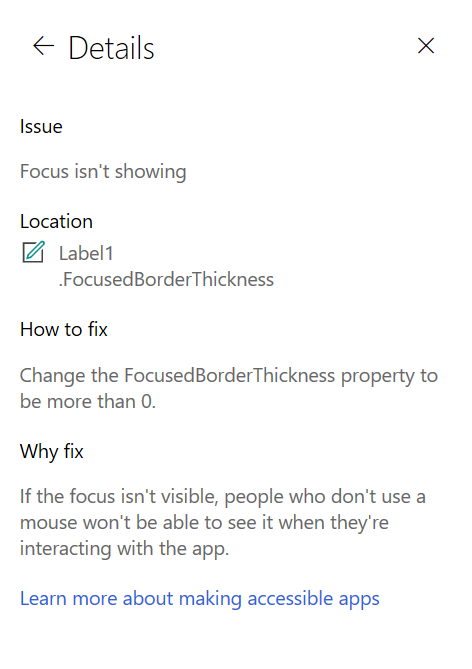 Details
Issue
Focus isn't showing
Location
Label1
.FocusedBorderThickness
How to fix
Change the FocusedBorderThickness property to
be more than 0.
Why fix
If the focus isn't visible, people who don't use a
mouse won't be able to see it when they're
interacting with the app.
Learn more about making accessible apps